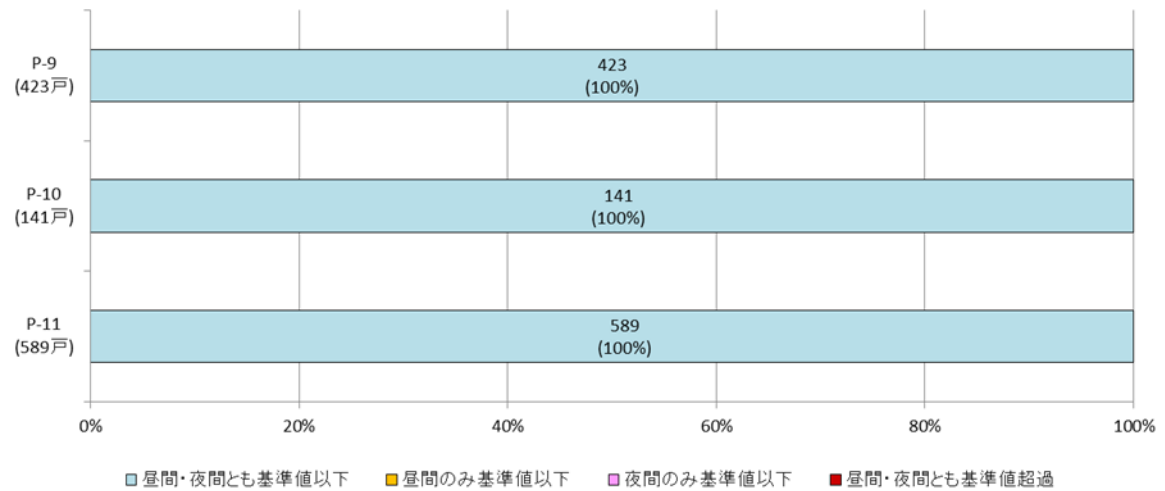 P-9
(423戸)
423
(100%)
P-10
(141戸)
141
(100%)
P-11
(589戸)
589
(100%)
0% 20% 40% 60% 80% 100%
昼間・夜間とも基準値以下 昼間のみ基準値以下 夜間のみ基準値以下 昼間・夜間とも基準値超過